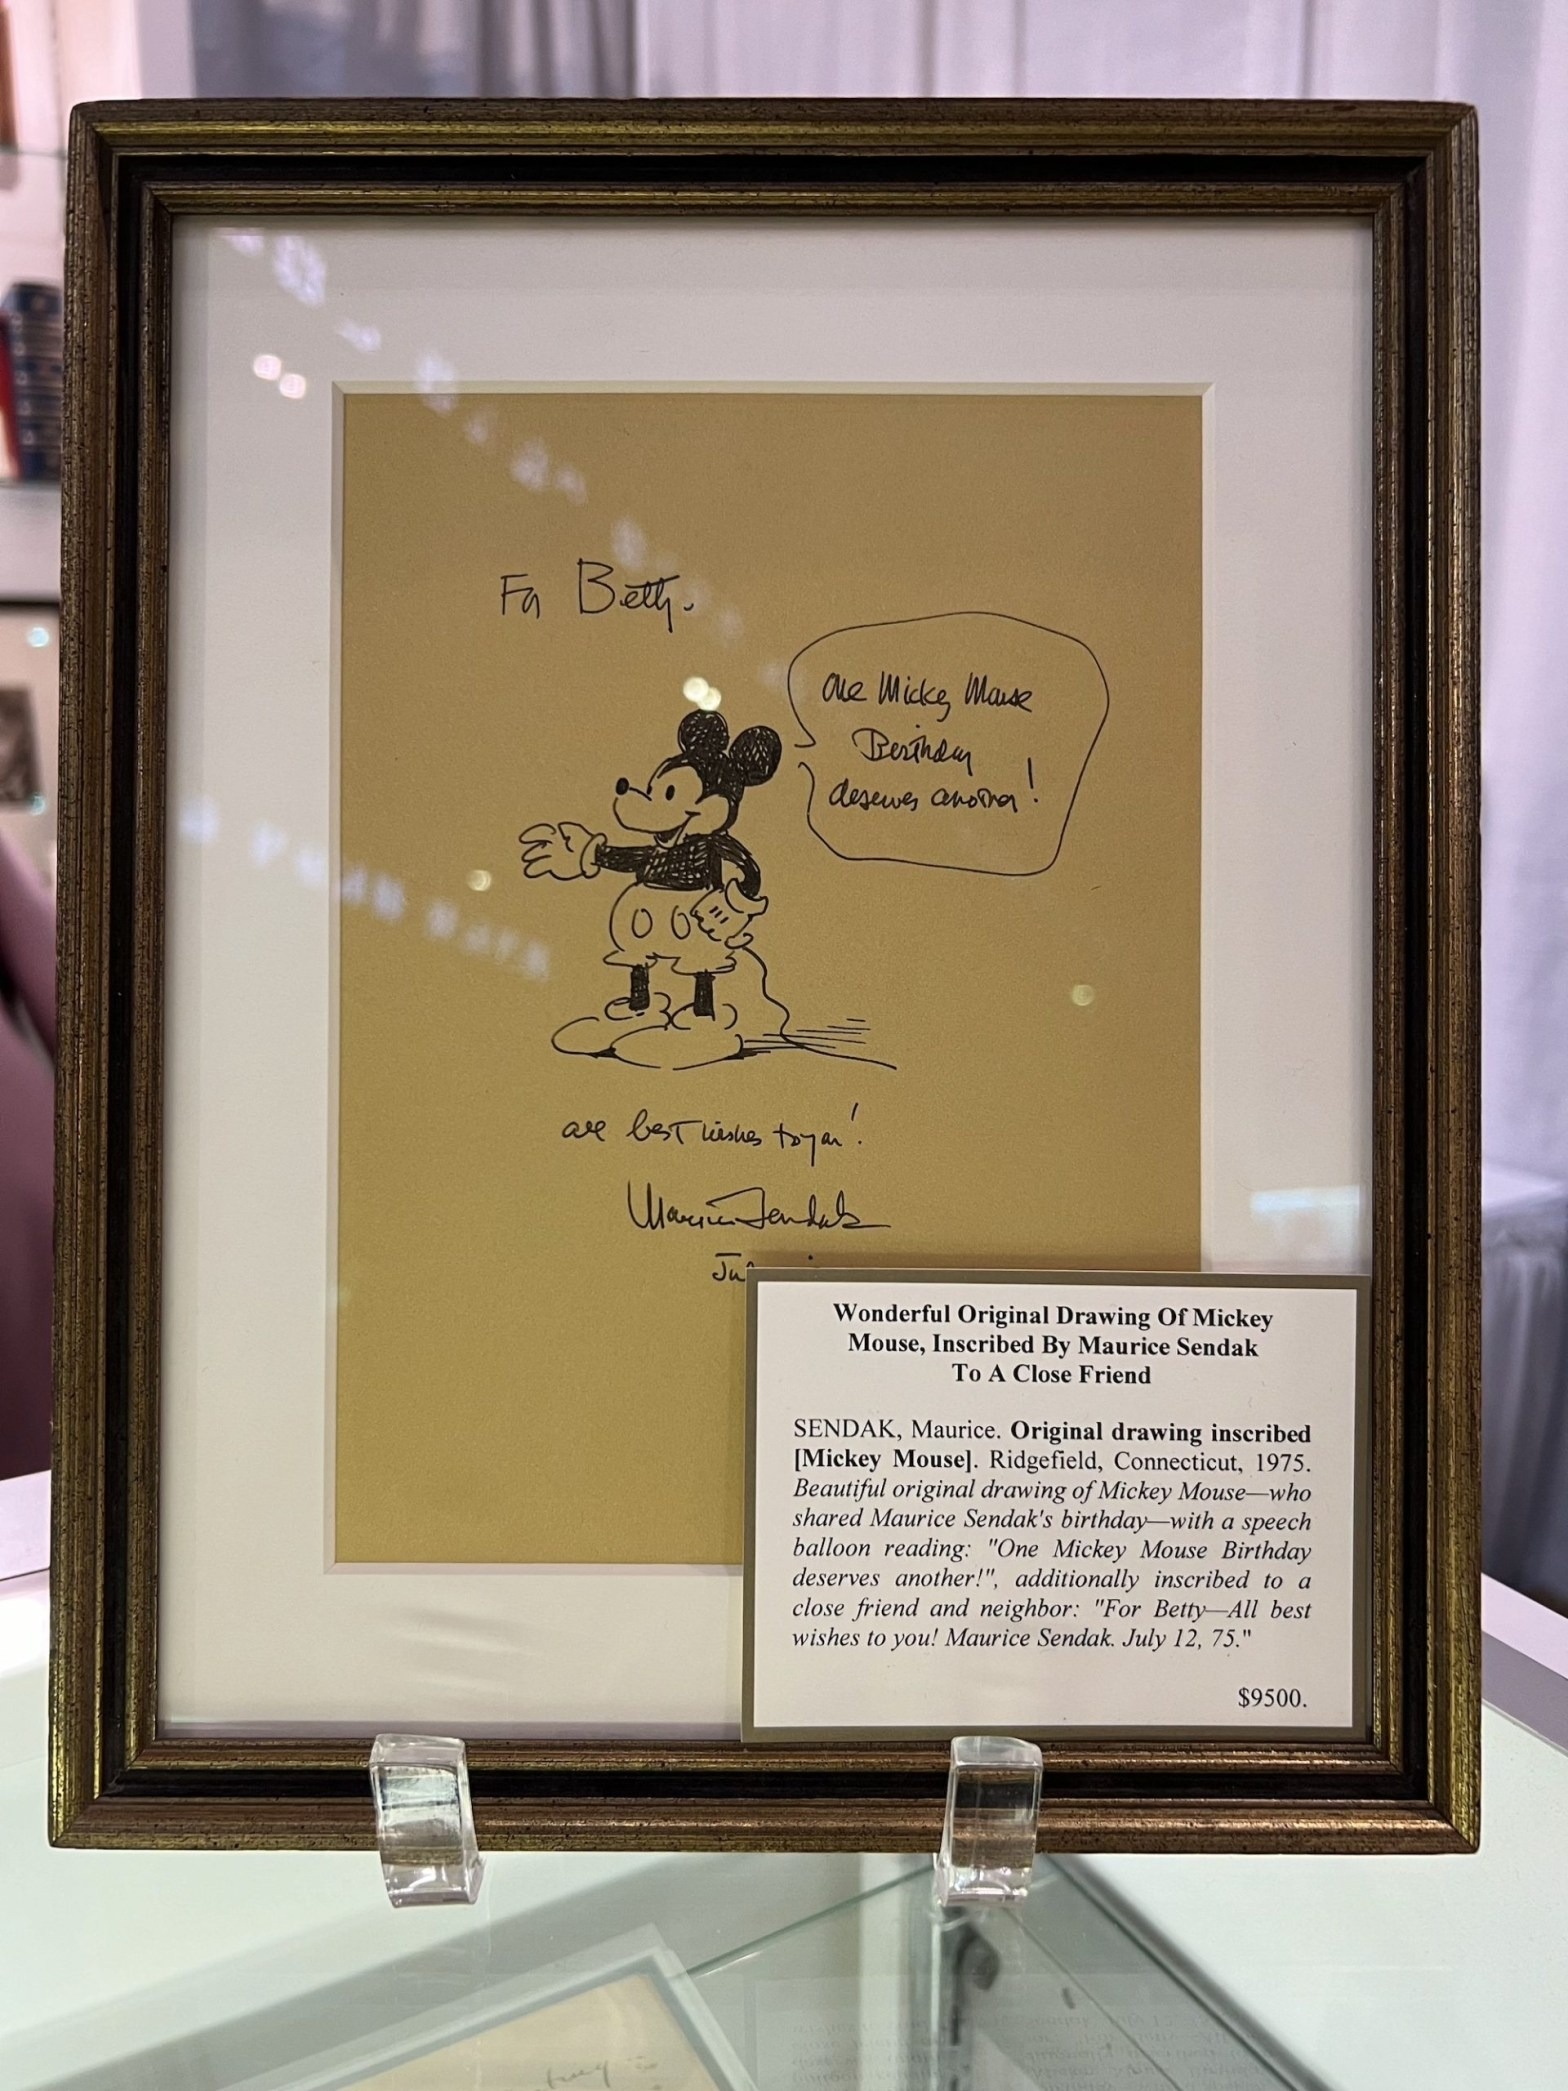 For Betty.
One Mickey Mouse
Birthday
deserves another!
All best wishes to you!
Maurice Sendak
Wonderful Original Drawing Of Mickey
Mouse, Inscribed By Maurice Sendak
To A Close Friend
SENDAK, Maurice. Original drawing inscribed
[Mickey Mouse]. Ridgefield, Connecticut, 1975.
Beautiful original drawing of Mickey Mouse—who
shared Maurice Sendak's birthday—with a speech
balloon reading: "One Mickey Mouse Birthday
deserves another!", additionally inscribed to a
close friend and neighbor: "For Betty—All best
wishes to you! Maurice Sendak. July 12, 75."
$9500.